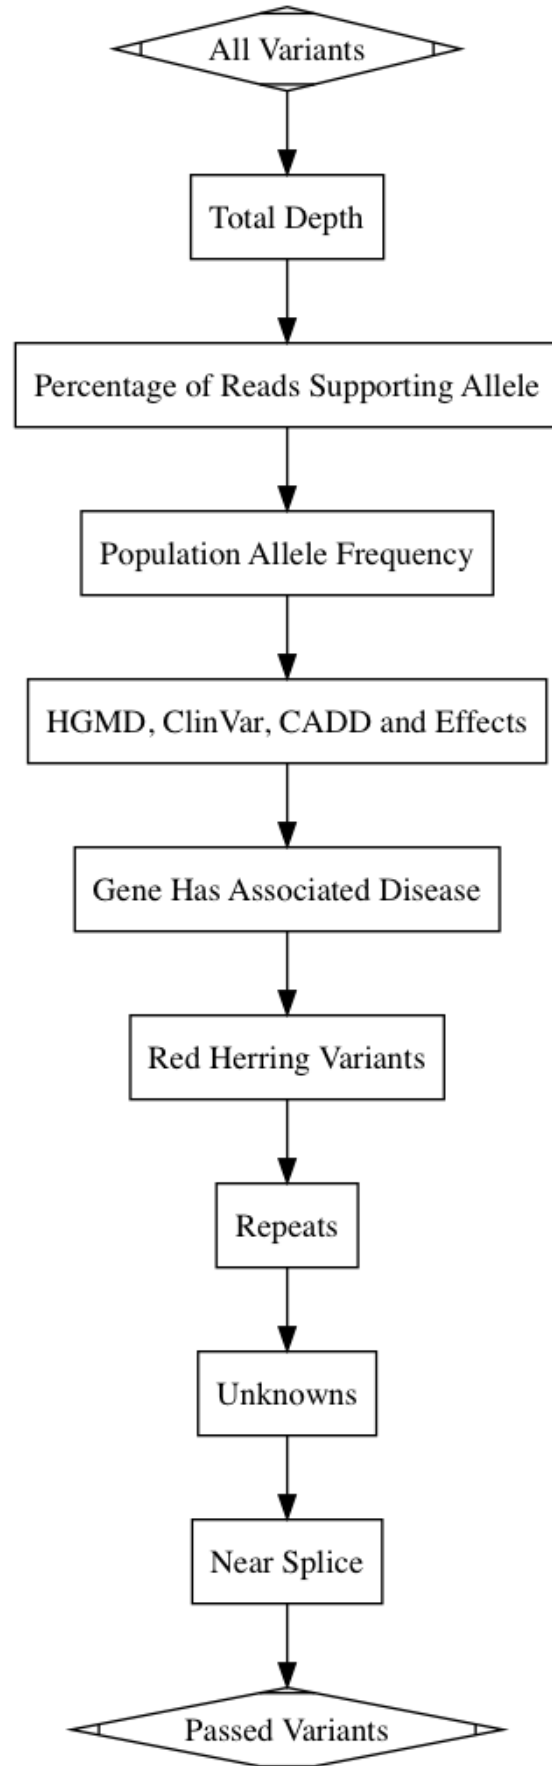 All Variants
Total Depth
Percentage of Reads Supporting Allele
Population Allele Frequency
HGMD, ClinVar, CADD and Effects
Gene Has Associated Disease
Red Herring Variants
Repeats
Unknowns
Near Splice
Passed Variants